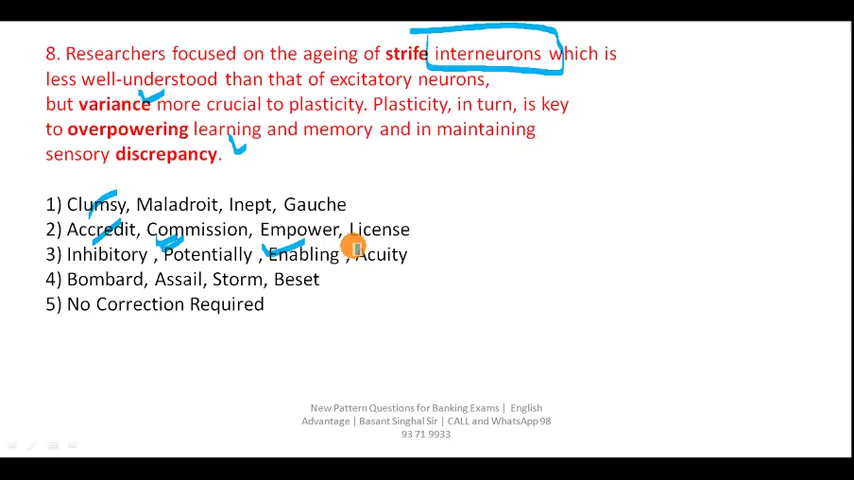 8. Researchers focused on the ageing of strife interneurons which is
less well-understood than that of excitatory neurons,
but variance more crucial to plasticity. Plasticity, in turn, is key
to overpowering learning and memory and in maintaining
sensory discrepancy.
1) Clumsy, Maladroit, Inept, Gauche
2) Accredit, Commission, Empower, License
3) Inhibitory , Potentially , Enabling , Acuity
4) Bombard, Assail, Storm, Beset
5) No Correction Required
New Pattern Questions for Banking Exams | English
Advantage | Basant Singhal Sir | CALL and WhatsApp 98
93 71 9933